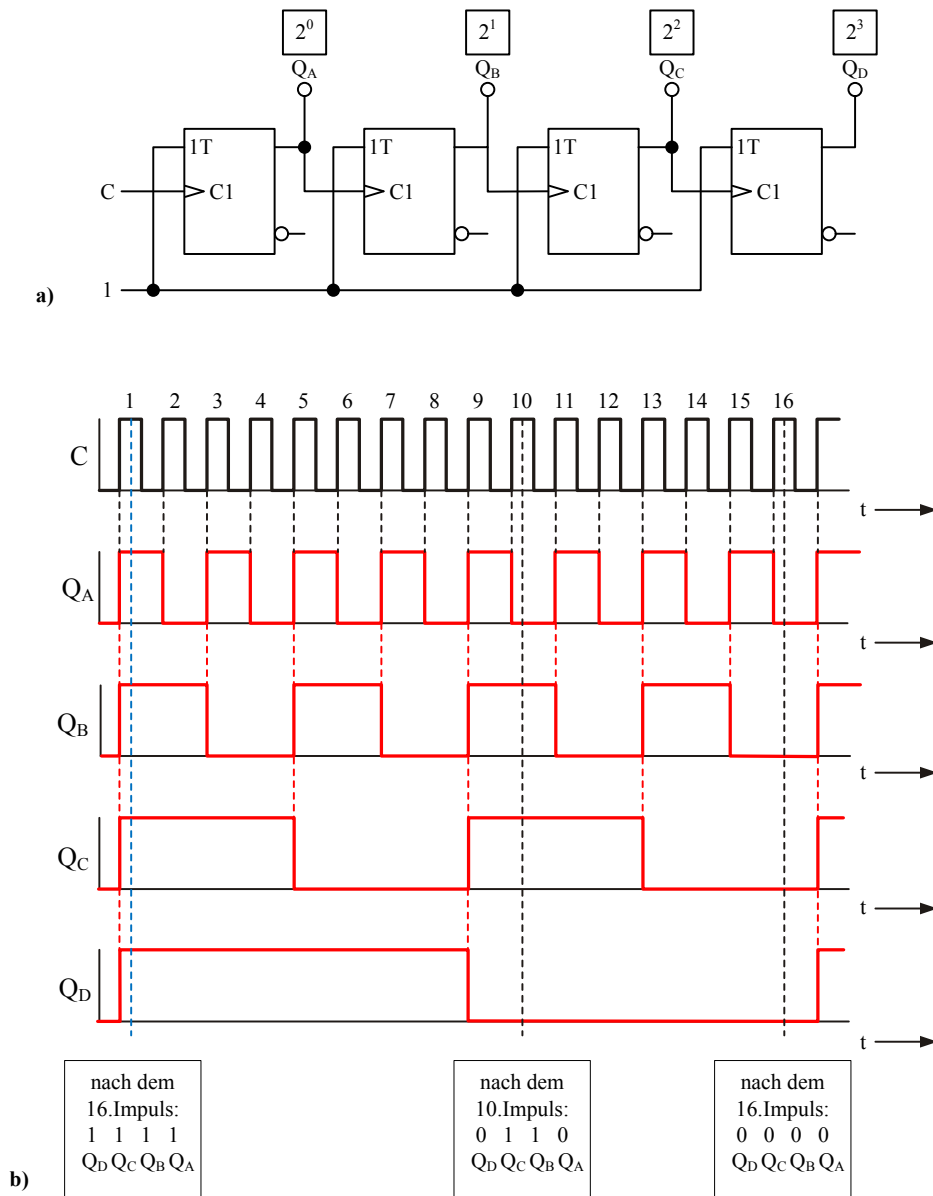 2⁰ 2¹ 2² 2³
Q_A Q_B Q_C Q_D
1T 1T 1T 1T
C C1 C1 C1 C1
1
a)
1 2 3 4 5 6 7 8 9 10 11 12 13 14 15 16
C
t
Q_A
t
Q_B
t
Q_C
t
Q_D
t
nach dem
16.Impuls:
1 1 1 1
Q_D Q_C Q_B Q_A
nach dem
10.Impuls:
0 1 1 0
Q_D Q_C Q_B Q_A
nach dem
16.Impuls:
0 0 0 0
Q_D Q_C Q_B Q_A
b)